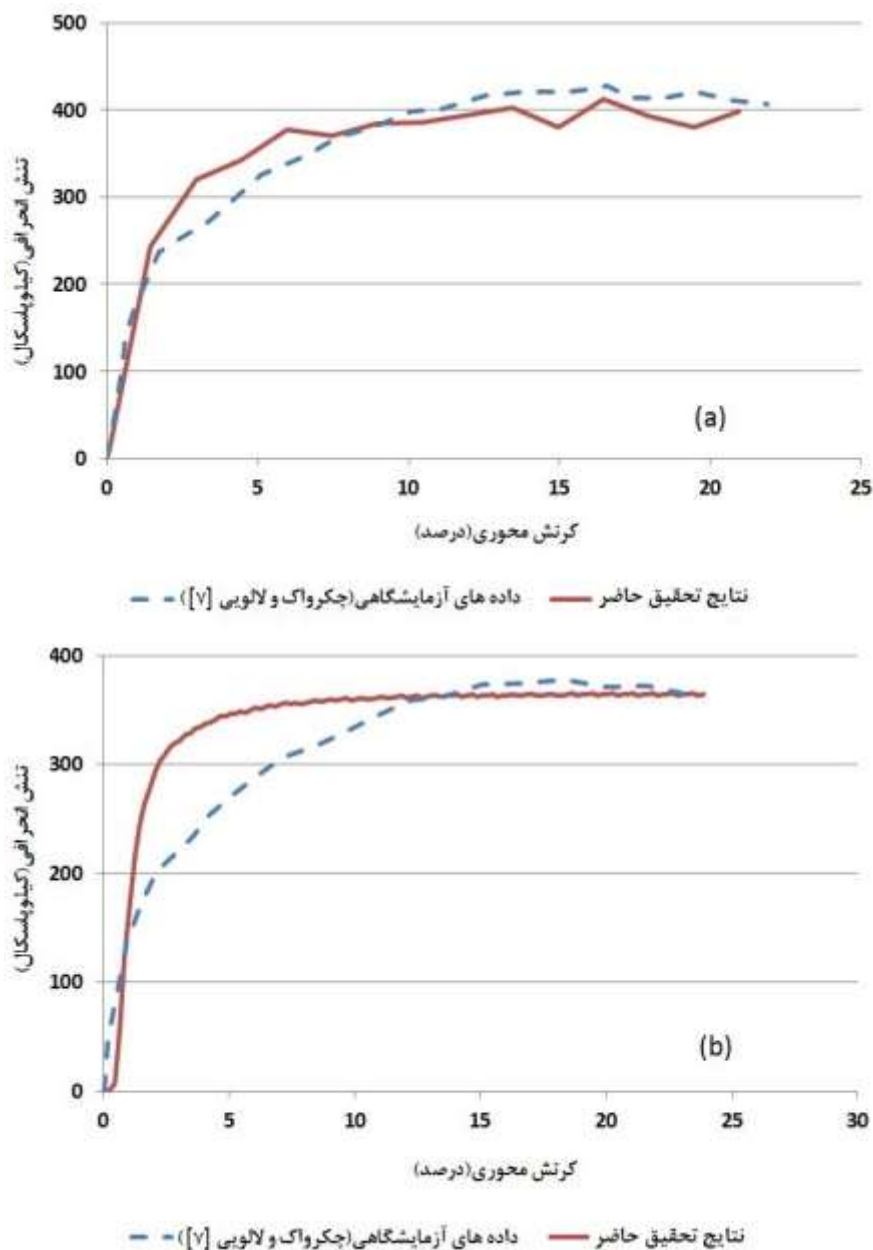 500
400
300
200
100
0
تنش انحرافی(کیلوپاسکال)
(a)
0 5 10 15 20 25
کرنش محوری(درصد)
نتایج تحقیق حاضر داده های آزمایشگاهی(چکرواک و لالویی [۷])
400
300
200
100
0
تنش انحرافی(کیلوپاسکال)
(b)
0 5 10 15 20 25 30
کرنش محوری(درصد)
نتایج تحقیق حاضر داده های آزمایشگاهی(چکرواک و لالویی [۷])